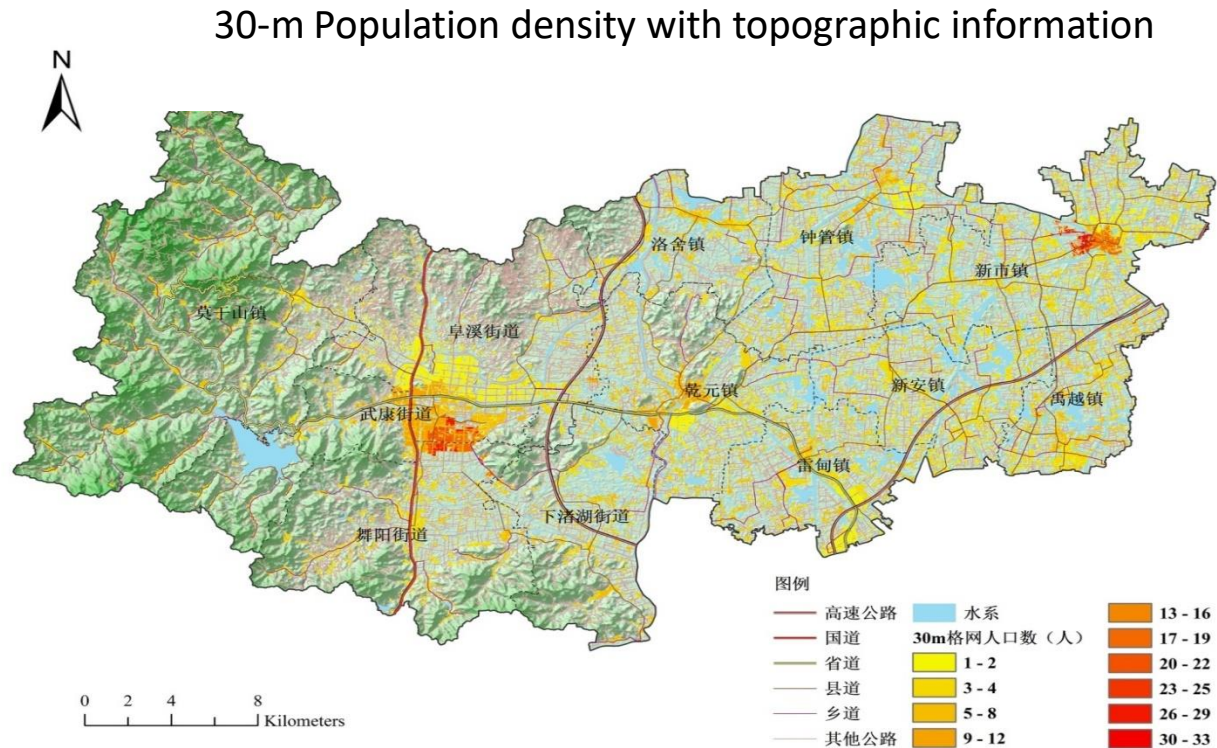 30-m Population density with topographic information
N
洛舍镇
钟管镇
新市镇
莫干山镇
阜溪街道
乾元镇
新安镇
禹越镇
武康街道
雷甸镇
下渚湖街道
舞阳街道
图例
高速公路
国道
省道
县道
乡道
其他公路
水系
30m格网人口数（人）
1 - 2
3 - 4
5 - 8
9 - 12
13 - 16
17 - 19
20 - 22
23 - 25
26 - 29
30 - 33
0 2 4 8
Kilometers